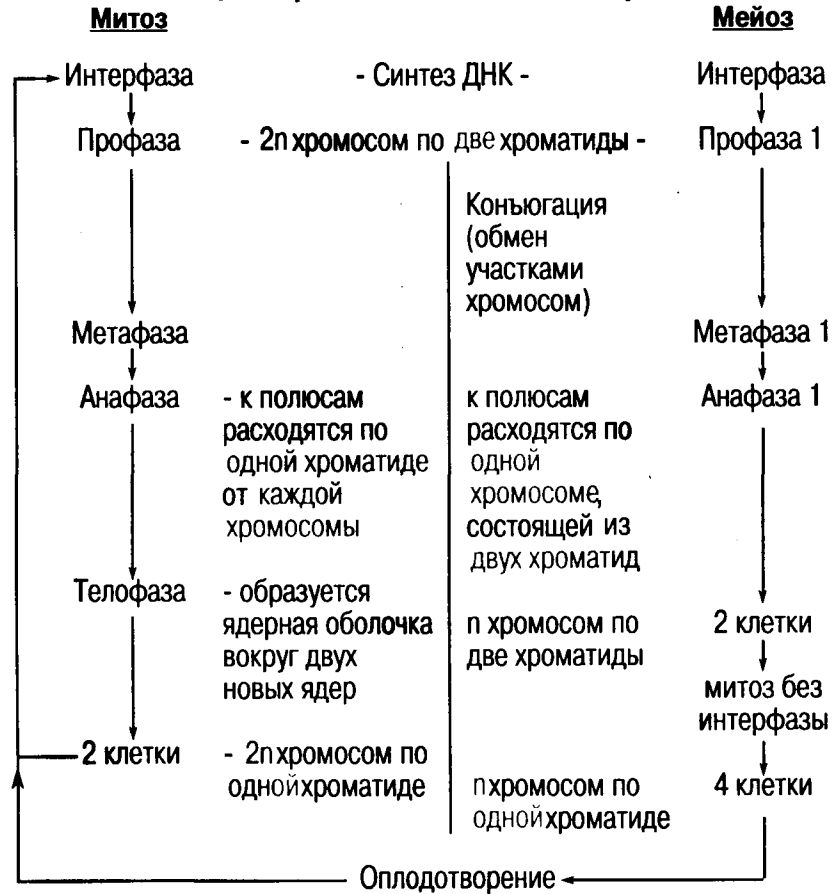 Митоз
Мейоз
Интерфаза - Синтез ДНК - Интерфаза
Профаза - 2n хромосом по две хроматиды - Профаза 1
Конъюгация
(обмен
участками
хромосом)
Метафаза Метафаза 1
Анафаза - к полюсам к полюсам Анафаза 1
расходятся по расходятся по
одной хроматиде одной
от каждой хромосоме,
хромосомы состоящей из
двух хроматид
Телофаза - образуется
ядерная оболочка n хромосом по 2 клетки
вокруг двух две хроматиды
новых ядер митоз без
интерфазы
2 клетки - 2n хромосом по
одной хроматиде n хромосом по 4 клетки
одной хроматиде
Оплодотворение